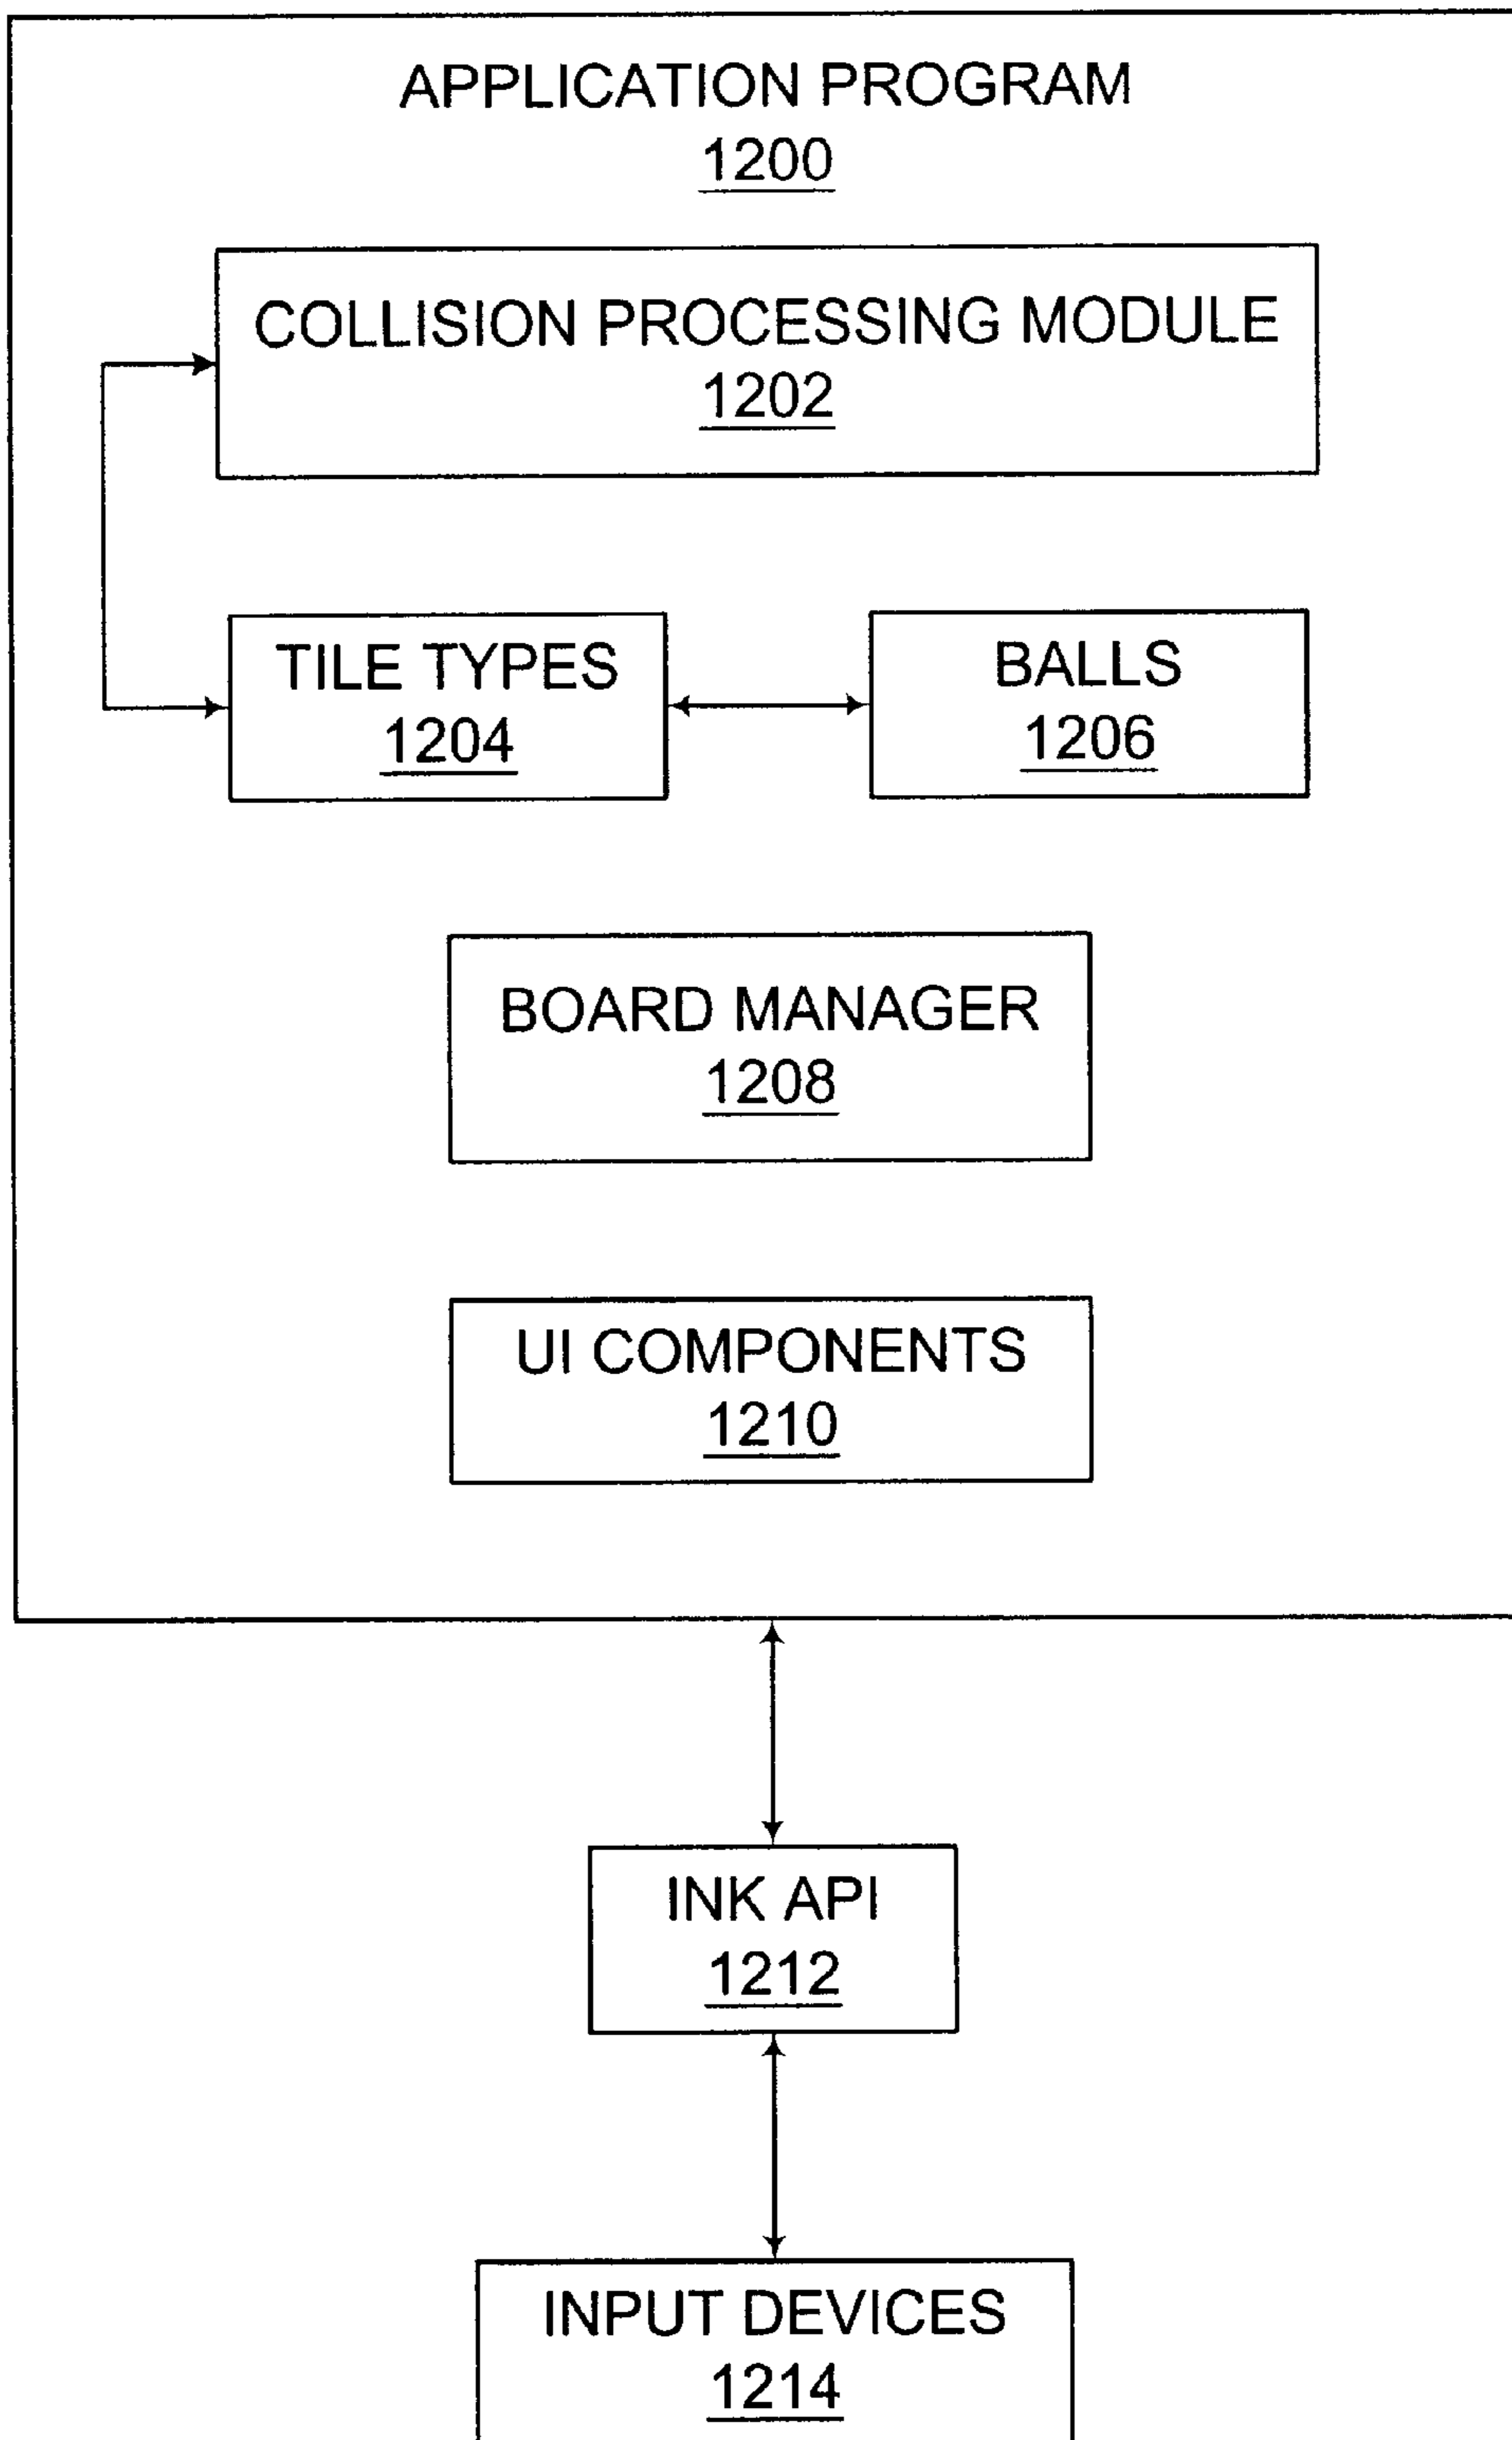 APPLICATION PROGRAM
1200
COLLISION PROCESSING MODULE
1202
TILE TYPES
1204
BALLS
1206
BOARD MANAGER
1208
UI COMPONENTS
1210
INK API
1212
INPUT DEVICES
1214